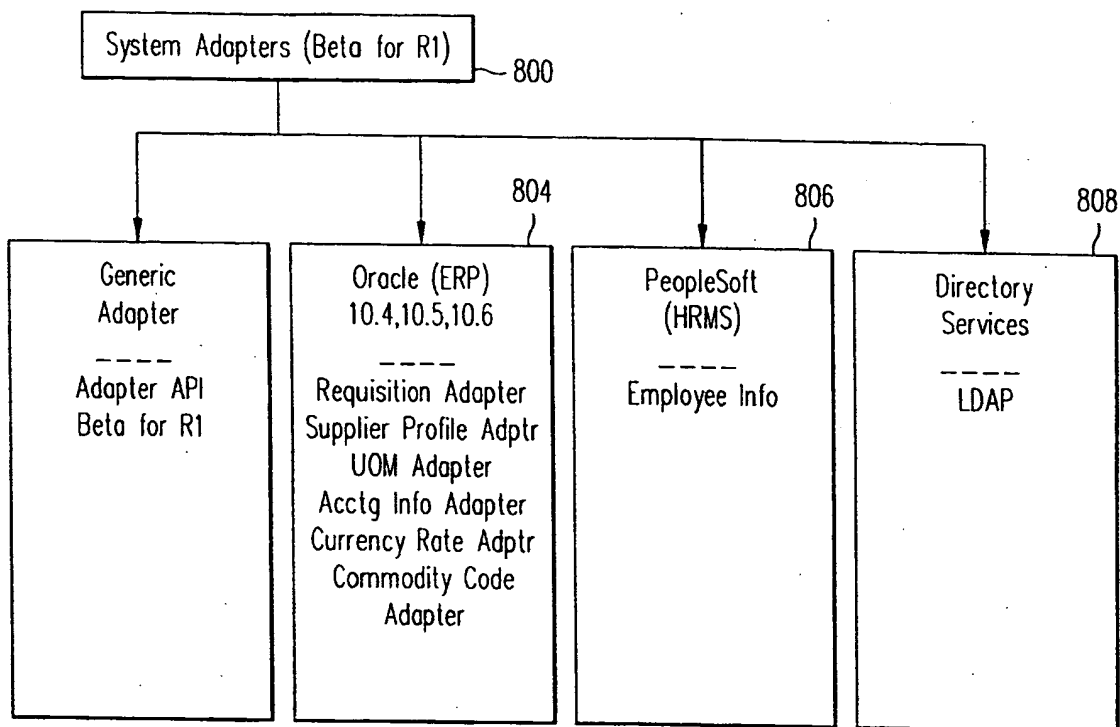 System Adapters (Beta for R1)
800
804
806
808
Generic
Adapter
Adapter API
Beta for R1
Oracle (ERP)
10.4,10.5,10.6
Requisition Adapter
Supplier Profile Adptr
UOM Adapter
Acctg Info Adapter
Currency Rate Adptr
Commodity Code
Adapter
PeopleSoft
(HRMS)
Employee Info
Directory
Services
LDAP